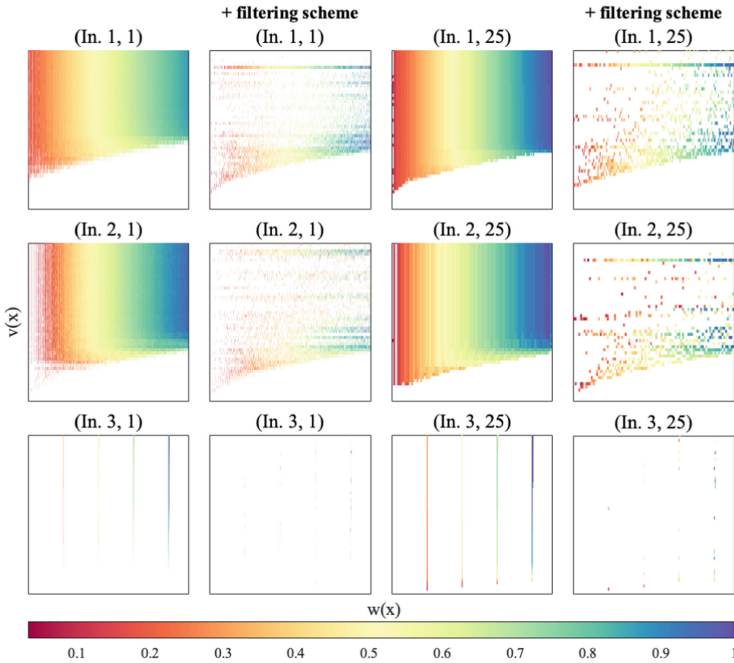 + filtering scheme + filtering scheme
(In. 1, 1) (In. 1, 1) (In. 1, 25) (In. 1, 25)
(In. 2, 1) (In. 2, 1) (In. 2, 25) (In. 2, 25)
v(x)
(In. 3, 1) (In. 3, 1) (In. 3, 25) (In. 3, 25)
w(x)
0.1 0.2 0.3 0.4 0.5 0.6 0.7 0.8 0.9 1